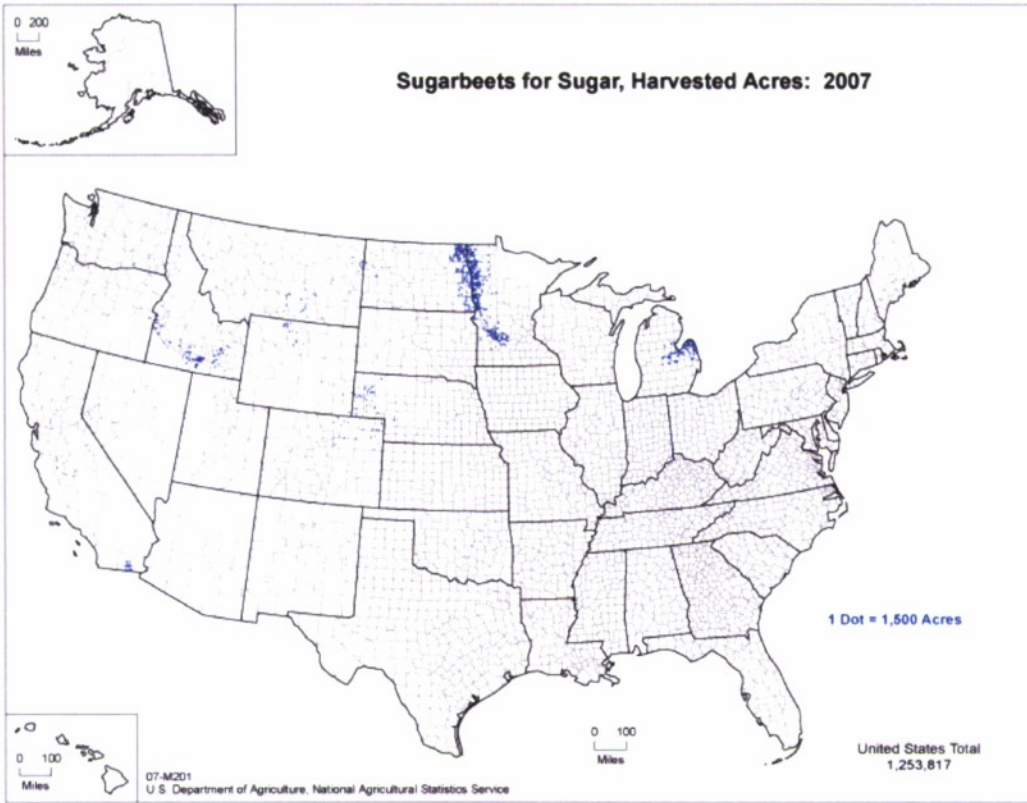 0 200
Miles
Sugarbeets for Sugar, Harvested Acres: 2007
1 Dot = 1,500 Acres
0 100
Miles
United States Total
1,253,817
0 100
Miles
07-M201
U.S. Department of Agriculture, National Agricultural Statistics Service